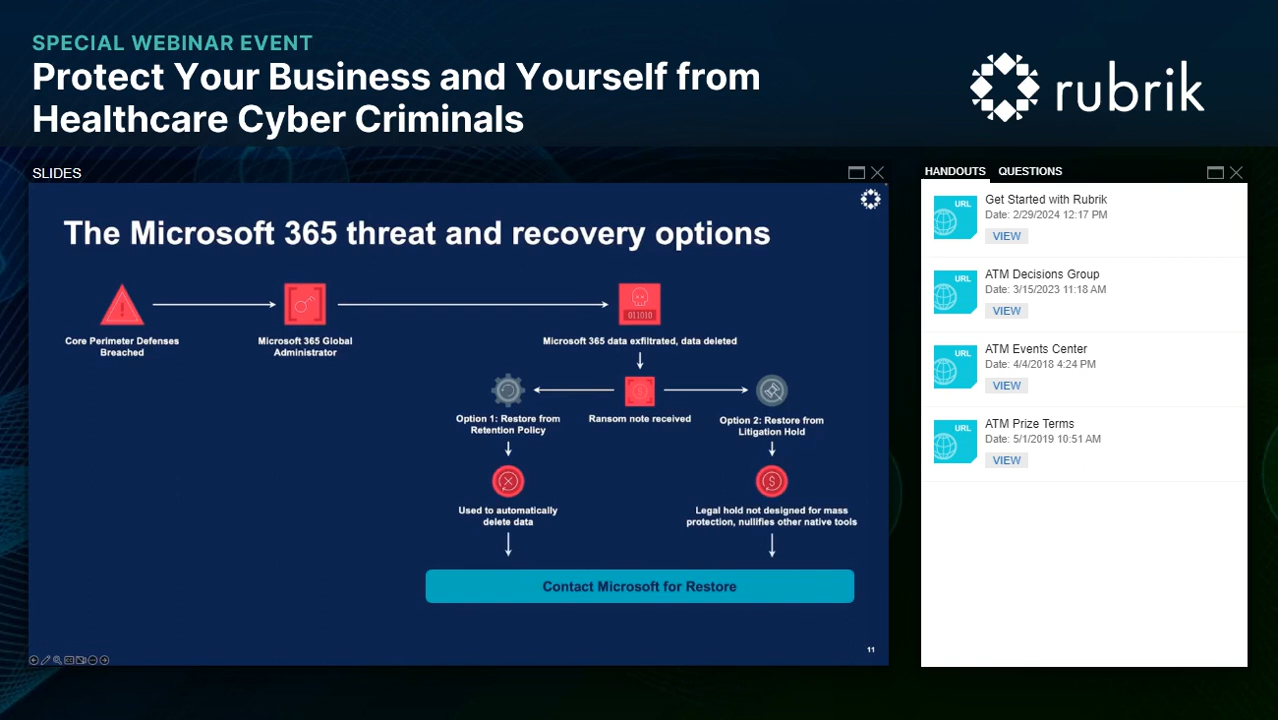 SPECIAL WEBINAR EVENT
Protect Your Business and Yourself from
Healthcare Cyber Criminals
rubrik
SLIDES
The Microsoft 365 threat and recovery options
Core Perimeter Defenses
Breached
Microsoft 365 Global
Administrator
011010
Microsoft 365 data exfiltrated, data deleted
Option 1: Restore from
Retention Policy
Ransom note received
Option 2: Restore from
Litigation Hold
Used to automatically
delete data
Legal hold not designed for mass
protection, nullifies other native tools
Contact Microsoft for Restore
11
HANDOUTS QUESTIONS
URL
Get Started with Rubrik
Date: 2/29/2024 12:17 PM
VIEW
URL
ATM Decisions Group
Date: 3/15/2023 11:18 AM
VIEW
URL
ATM Events Center
Date: 4/4/2018 4:24 PM
VIEW
URL
ATM Prize Terms
Date: 5/1/2019 10:51 AM
VIEW